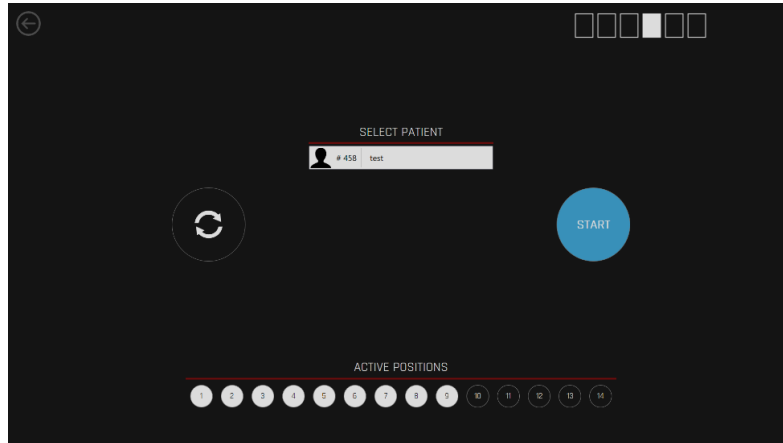 SELECT PATIENT
# 458 test
START
ACTIVE POSITIONS
1 2 3 4 5 6 7 8 9 10 11 12 13 14